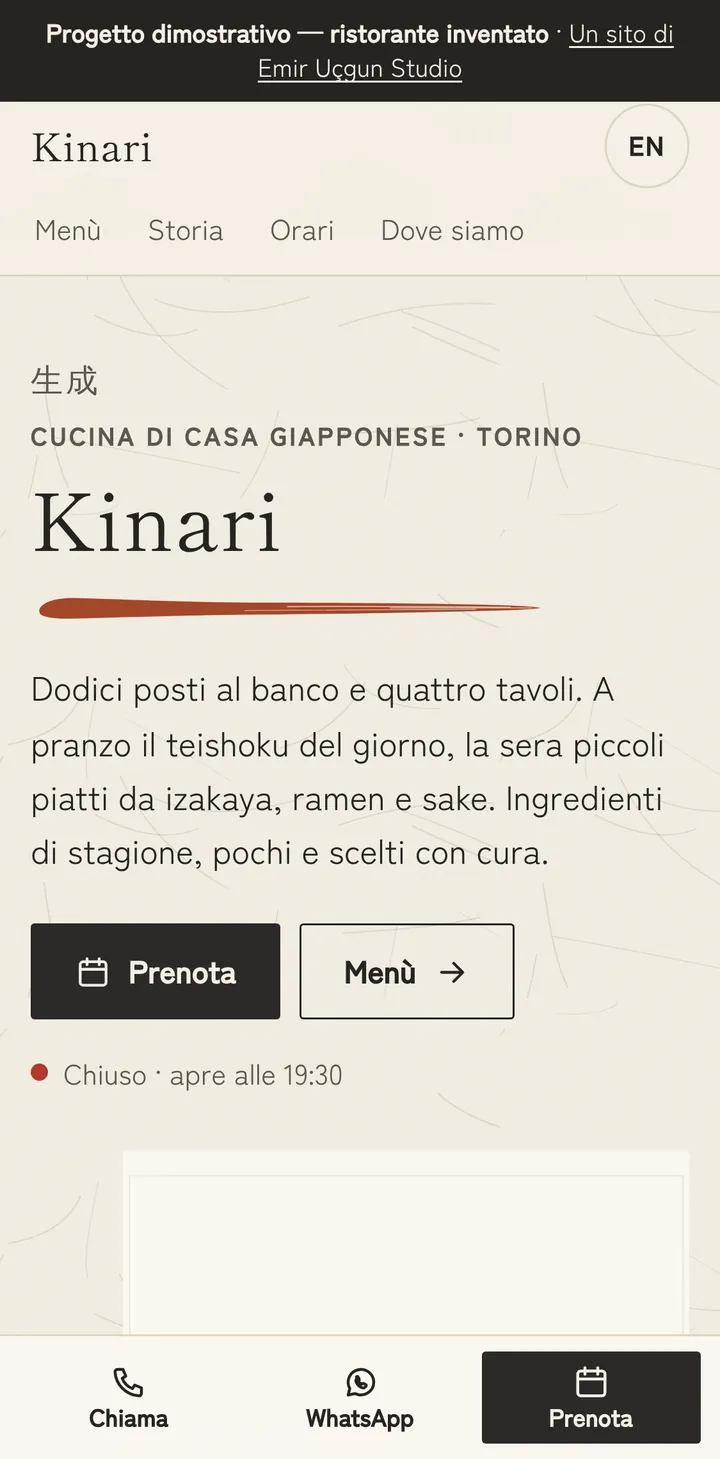 Progetto dimostrativo — ristorante inventato · Un sito di
Emir Uçgun Studio
Kinari
EN
Menù Storia Orari Dove siamo
生成
CUCINA DI CASA GIAPPONESE · TORINO
Kinari
Dodici posti al banco e quattro tavoli. A
pranzo il teishoku del giorno, la sera piccoli
piatti da izakaya, ramen e sake. Ingredienti
di stagione, pochi e scelti con cura.
Prenota Menù →
Chiuso · apre alle 19:30
Chiama WhatsApp Prenota